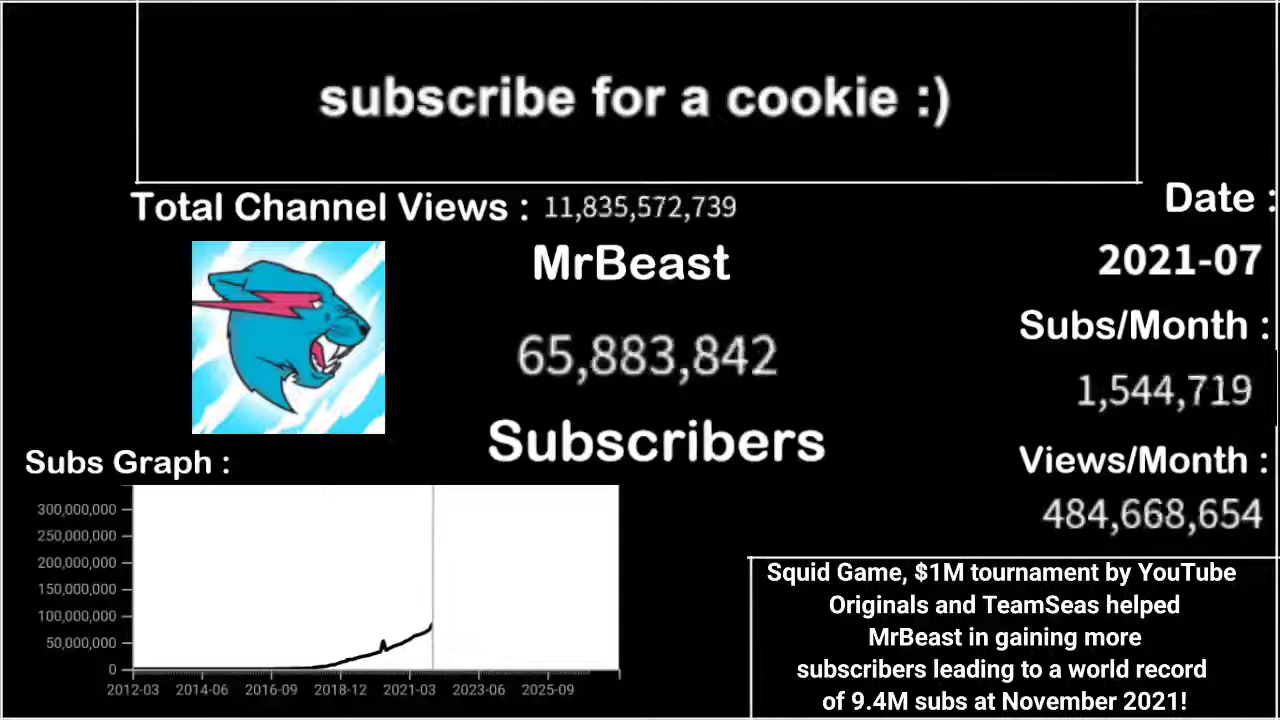 subscribe for a cookie :)
Total Channel Views : 11,835,572,739
Date :
MrBeast
2021-07
65,883,842
Subs/Month :
1,544,719
Subscribers
Subs Graph :
Views/Month :
484,668,654
300,000,000
250,000,000
200,000,000
150,000,000
100,000,000
50,000,000
0
2012-03 2014-06 2016-09 2018-12 2021-03 2023-06 2025-09
Squid Game, $1M tournament by YouTube
Originals and TeamSeas helped
MrBeast in gaining more
subscribers leading to a world record
of 9.4M subs at November 2021!